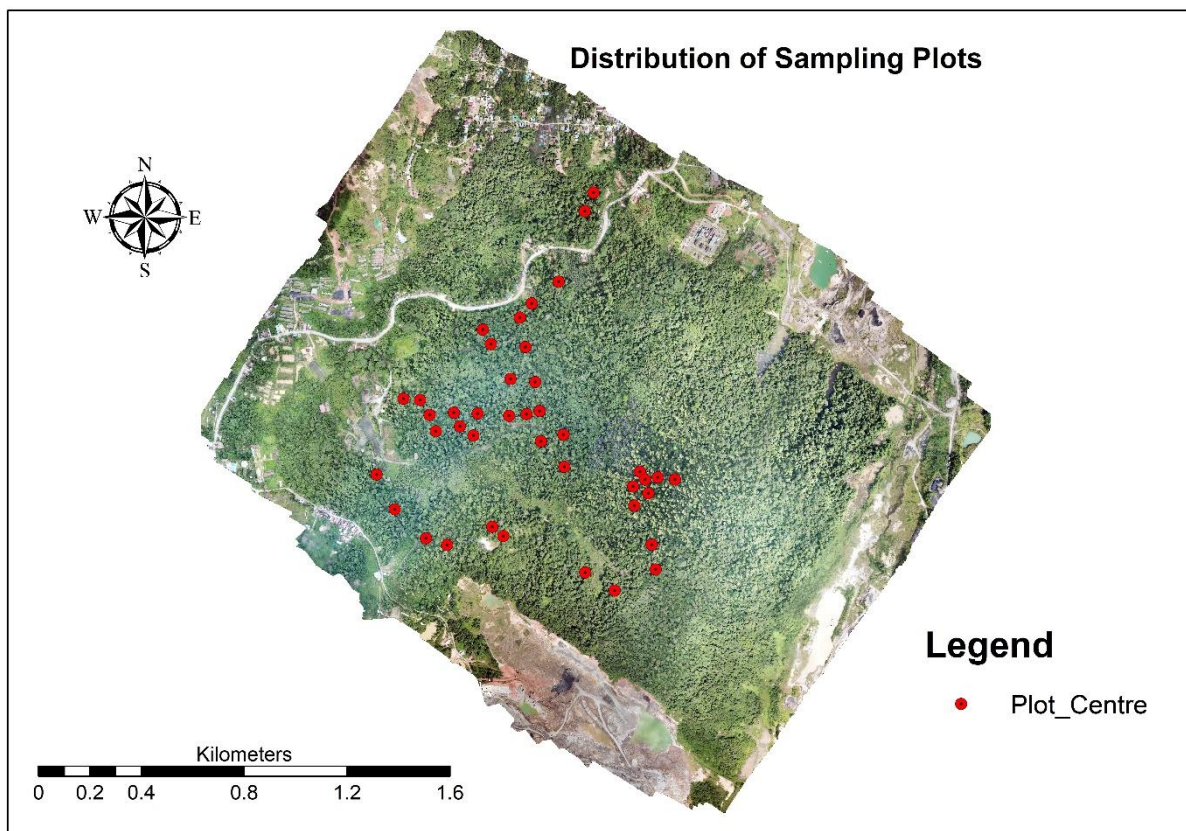 Distribution of Sampling Plots
N
W E
S
Legend
Plot_Centre
Kilometers
0 0.2 0.4 0.8 1.2 1.6